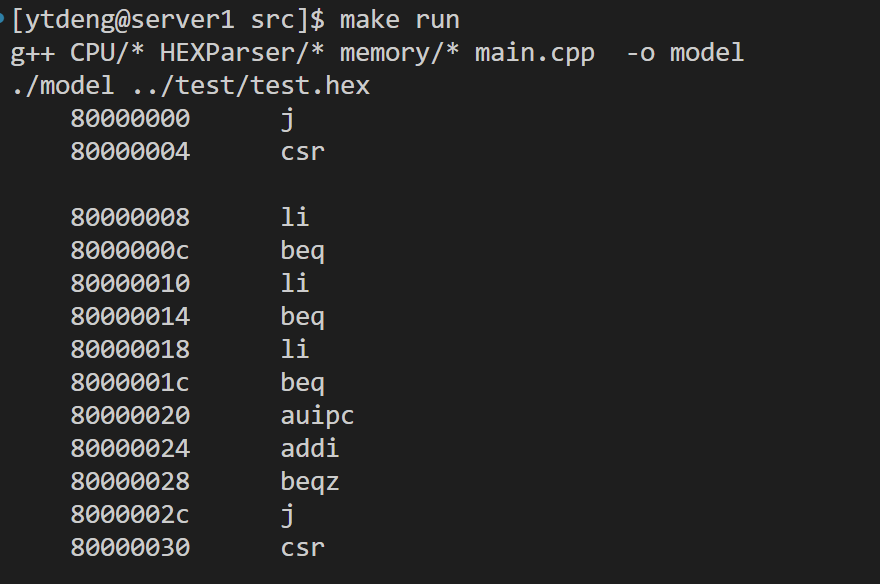 [ytdeng@server1 src]$ make run
g++ CPU/* HEXParser/* memory/* main.cpp  -o model
./model ../test/test.hex
    80000000      j
    80000004      csr

    80000008      li
    8000000c      beq
    80000010      li
    80000014      beq
    80000018      li
    8000001c      beq
    80000020      auipc
    80000024      addi
    80000028      beqz
    8000002c      j
    80000030      csr